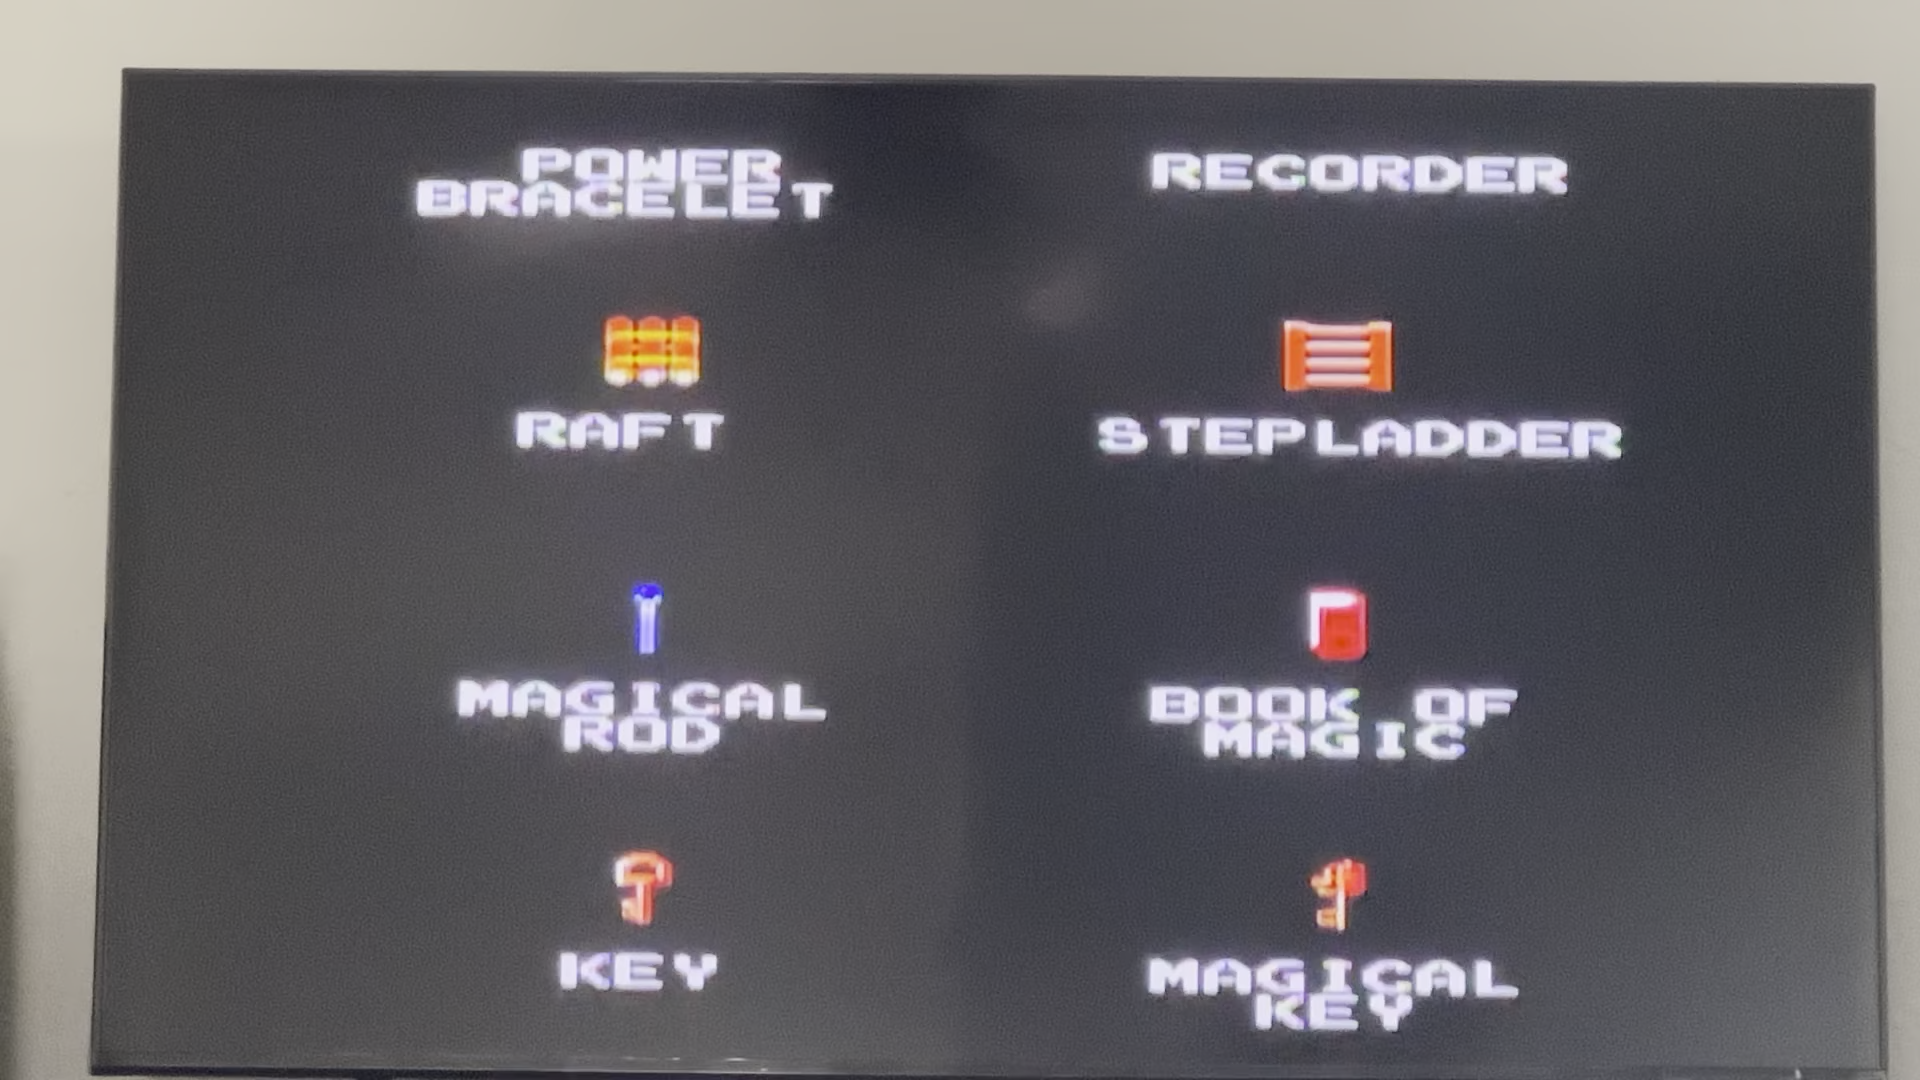 POWER
BRACELET
RECORDER
RAFT
STEPLADDER
MAGICAL
ROD
BOOK OF
MAGIC
KEY
MAGICAL
KEY